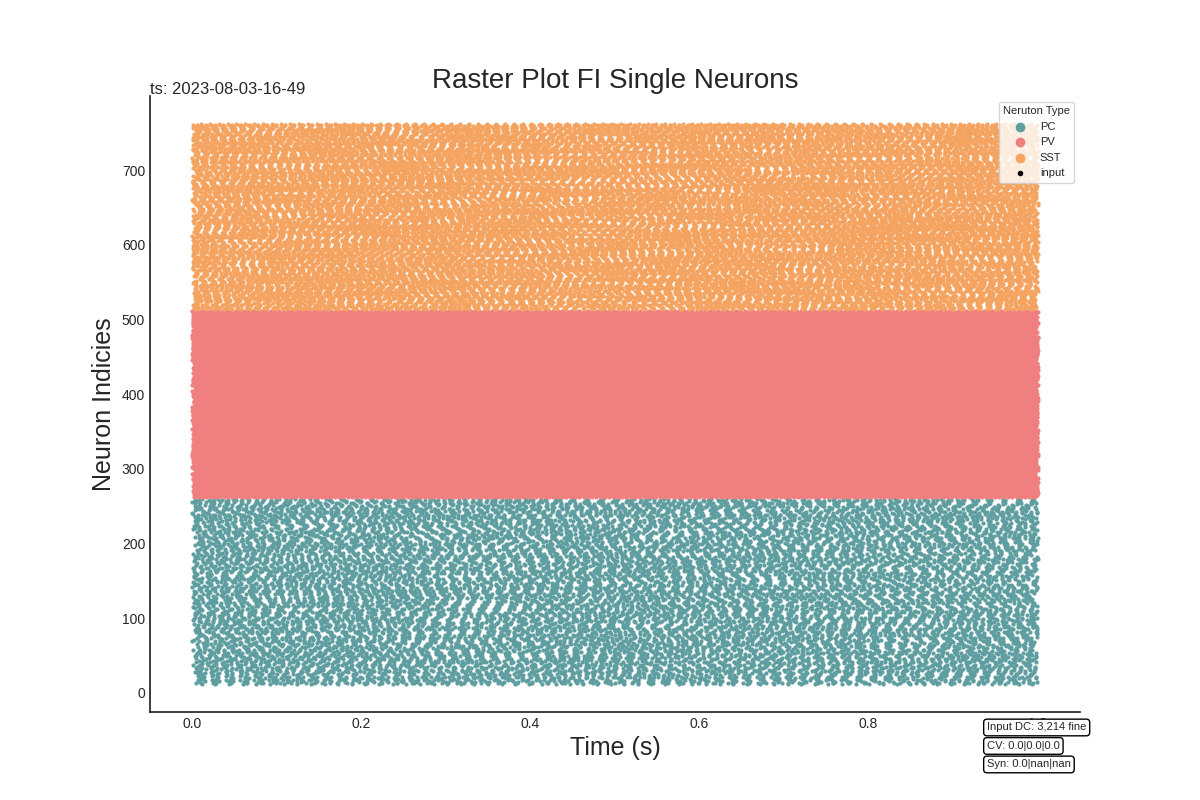 Raster Plot FI Single Neurons
ts: 2023-08-03-16-49
Neruton Type
PC
PV
SST
input
Neuron Indicies
700
600
500
400
300
200
100
0
0.0
0.2
0.4
0.6
0.8
Time (s)
Input DC: 3,214 fine
CV: 0.0|0.0|0.0
Syn: 0.0|nan|nan